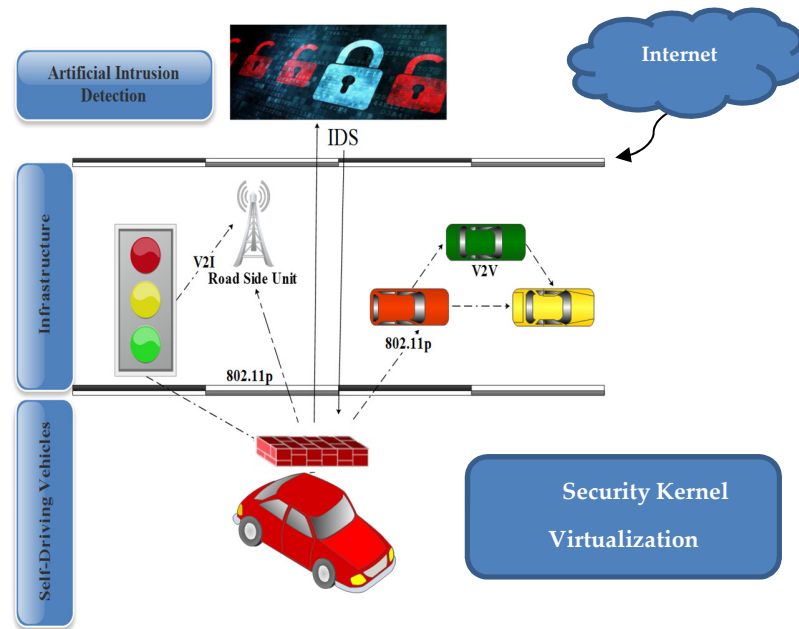 Artificial Intrusion
Detection
Internet
IDS
Infrastructure
V2I
Road Side Unit
V2V
802.11p
802.11p
Self-Driving Vehicles
Security Kernel
Virtualization